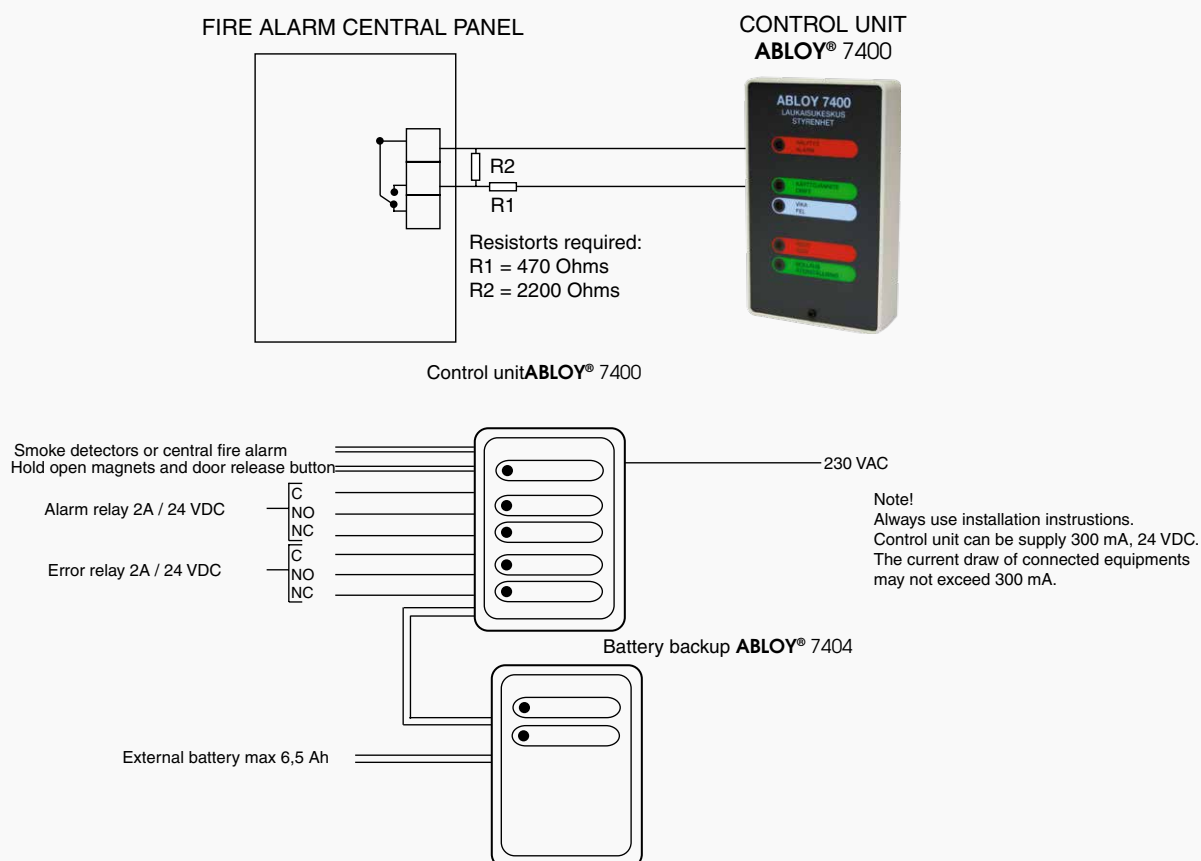 FIRE ALARM CENTRAL PANEL
CONTROL UNIT
ABLOY® 7400
ABLOY 7400
LAUKAISUKESKUS
STYRENHET
HÄLYTYS
ALARM
KÄYTTÖJÄNNITE
DRIFT
VIKA
FEL
R2
R1
Resistorts required:
R1 = 470 Ohms
R2 = 2200 Ohms
Control unitABLOY® 7400
Smoke detectors or central fire alarm
Hold open magnets and door release button
230 VAC
Alarm relay 2A / 24 VDC
C
NO
NC
Error relay 2A / 24 VDC
C
NO
NC
Note!
Always use installation instrustions.
Control unit can be supply 300 mA, 24 VDC.
The current draw of connected equipments
may not exceed 300 mA.
Battery backup ABLOY® 7404
External battery max 6,5 Ah